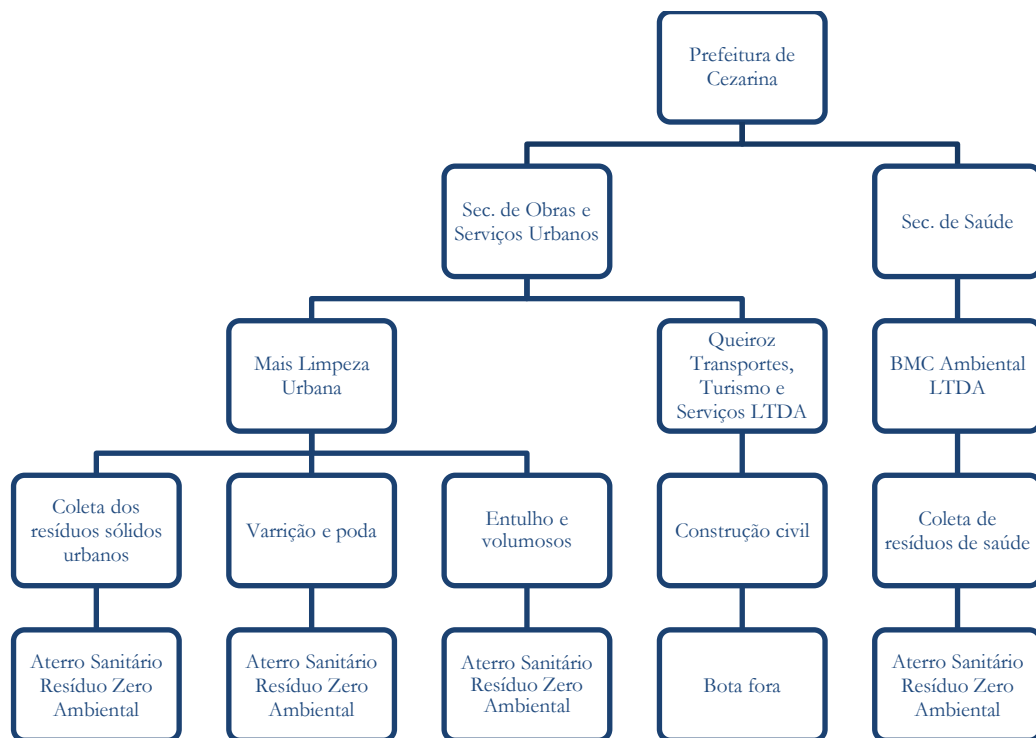 Prefeitura de
Cezarina
Sec. de Obras e
Serviços Urbanos
Sec. de Saúde
Mais Limpeza
Urbana
Queiroz
Transportes,
Turismo e
Serviços LTDA
BMC Ambiental
LTDA
Coleta dos
resíduos sólidos
urbanos
Varrição e poda
Entulho e
volumosos
Construção civil
Coleta de
resíduos de saúde
Aterro Sanitário
Resíduo Zero
Ambiental
Aterro Sanitário
Resíduo Zero
Ambiental
Aterro Sanitário
Resíduo Zero
Ambiental
Bota fora
Aterro Sanitário
Resíduo Zero
Ambiental